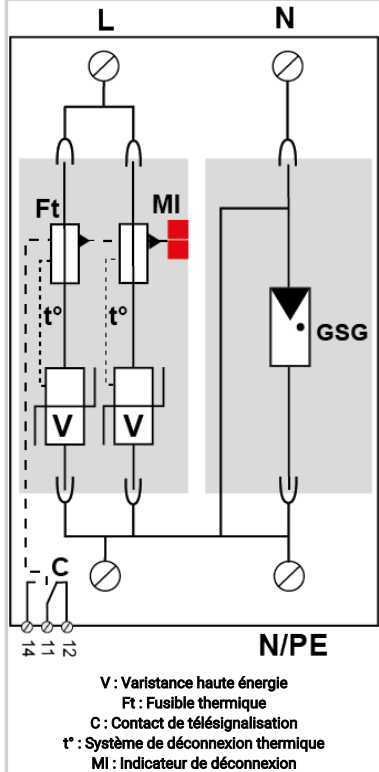 L N
Ft MI
t° t°
GSG
V V
C
14 11 12
N/PE
V : Varistance haute énergie
Ft : Fusible thermique
C : Contact de télésignalisation
t° : Système de déconnexion thermique
MI : Indicateur de déconnexion